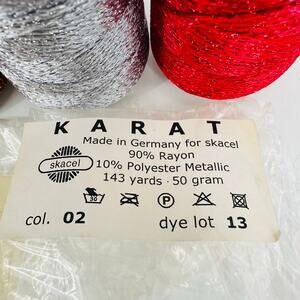 KARAT
Made in Germany for skacel
90% Rayon
skacel
10% Polyester Metallic
143 yards · 50 gram
30 P
col. 02 dye lot 13